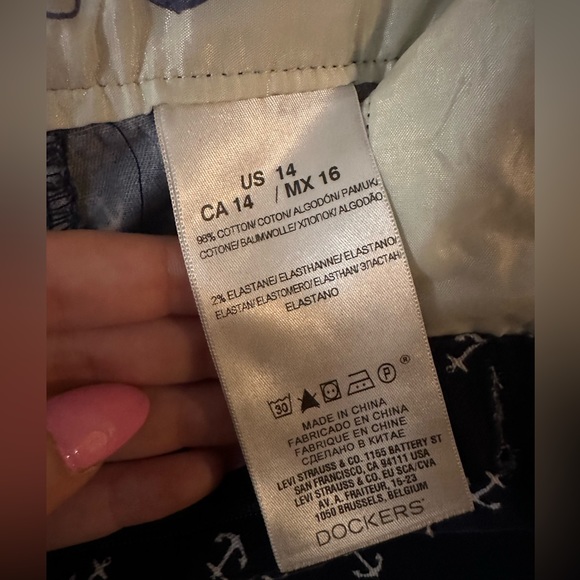 US 14
CA 14 / MX 16
98% COTTON/ COTON/ ALGODÓN/ PAMUK/
COTONE/ BAUMWOLLE/ ХЛОПОК/ ALGODÃO
2% ELASTANE/ ELASTHANNE/ ELASTANO/
ELASTAN/ ELASTOMERO/ ELASTHAN/ ЭЛАСТАН/
ELASTANO
30 P ®
MADE IN CHINA
FABRICADO EN CHINA
FABRIQUE EN CHINE
СДЕЛАНО В КИТАЕ
LEVI STRAUSS & CO. 1155 BATTERY ST
SAN FRANCISCO, CA 94111 USA
LEVI STRAUSS & CO. EU SCA/CVA
AV. A. FRAITEUR, 15-23
1050 BRUSSELS, BELGIUM
DOCKERS